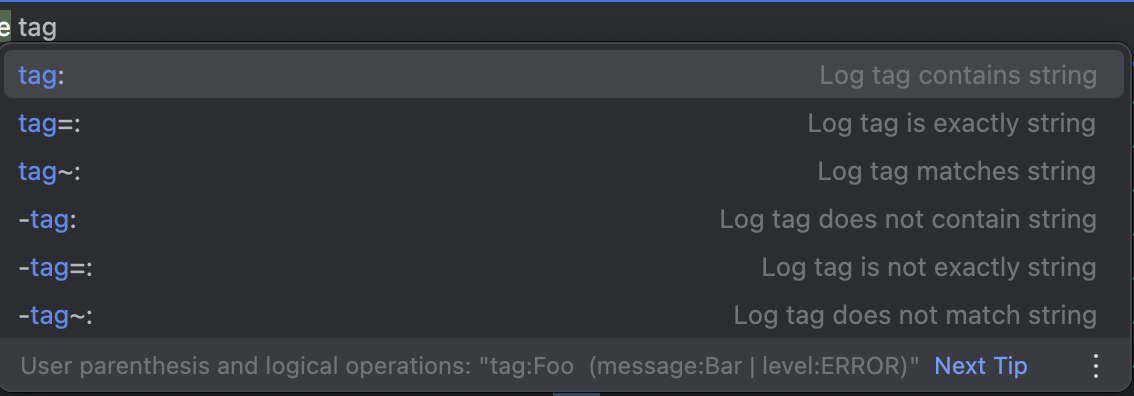 e tag
tag: Log tag contains string
tag=: Log tag is exactly string
tag~: Log tag matches string
-tag: Log tag does not contain string
-tag=: Log tag is not exactly string
-tag~: Log tag does not match string
User parenthesis and logical operations: "tag:Foo (message:Bar | level:ERROR)" Next Tip